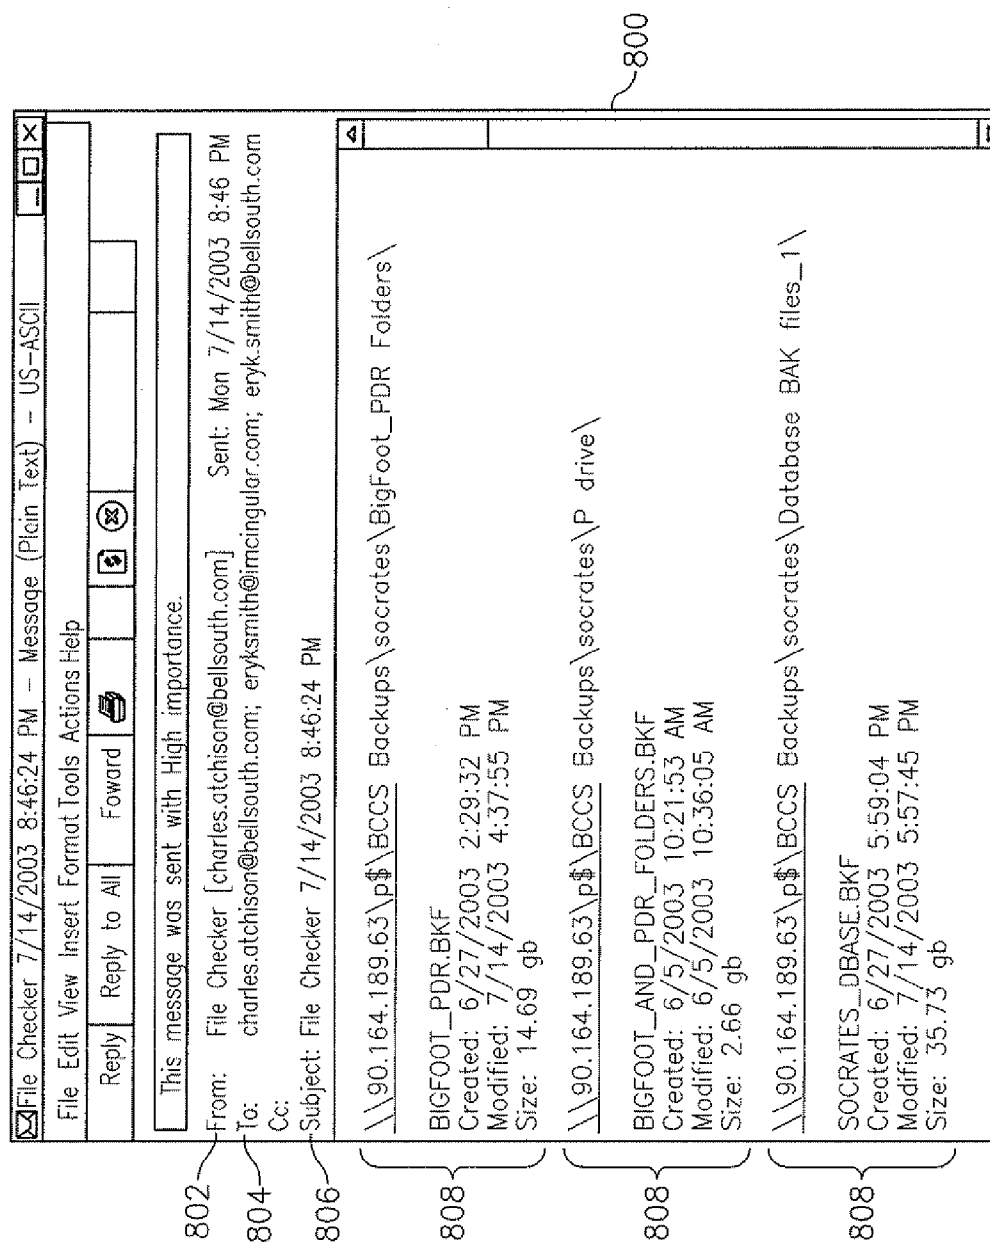 File Checker 7/14/2003 8:46:24 PM – Message (Plain Text) – US-ASCII
File Edit View Insert Format Tools Actions Help
Reply Reply to All Foward
This message was sent with High importance.
802 From: File Checker [charles.atchison@bellsouth.com] Sent: Mon 7/14/2003 8:46 PM
804 To: charles.atchison@bellsouth.com; eryksmith@imcingular.com; eryk.smith@bellsouth.com
Cc:
806 Subject: File Checker 7/14/2003 8:46:24 PM
800
808
\\90.164.189.63\p$\BCCS Backups\socrates\BigFoot_PDR Folders\
BIGFOOT_PDR.BKF
Created: 6/27/2003 2:29:32 PM
Modified: 7/14/2003 4:37:55 PM
Size: 14.69 gb
808
\\90.164.189.63\p$\BCCS Backups\socrates\P drive\
BIGFOOT_AND_PDR_FOLDERS.BKF
Created: 6/5/2003 10:21:53 AM
Modified: 6/5/2003 10:36:05 AM
Size: 2.66 gb
808
\\90.164.189.63\p$\BCCS Backups\socrates\Database BAK files_1\
SOCRATES_DBASE.BKF
Created: 6/27/2003 5:59:04 PM
Modified: 7/14/2003 5:57:45 PM
Size: 35.73 gb